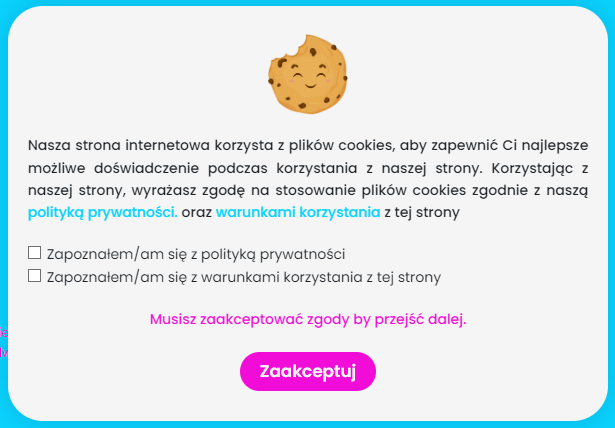 Nasza strona internetowa korzysta z plików cookies, aby zapewnić Ci najlepsze
możliwe doświadczenie podczas korzystania z naszej strony. Korzystając z
naszej strony, wyrażasz zgodę na stosowanie plików cookies zgodnie z naszą
polityką prywatności. oraz warunkami korzystania z tej strony
Zapoznałem/am się z polityką prywatności
Zapoznałem/am się z warunkami korzystania z tej strony
Musisz zaakceptować zgody by przejść dalej.
Zaakceptuj